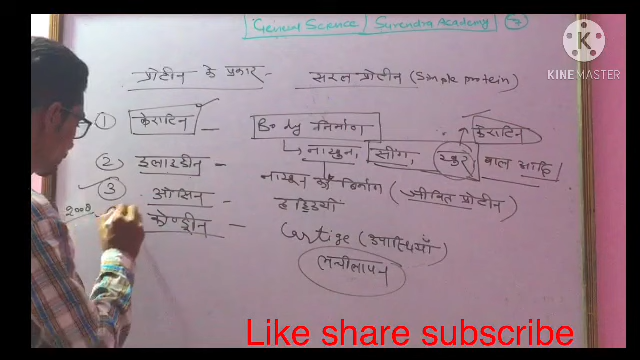 General Science | Surendra Academy
KINEMASTER
प्रोटीन के प्रकार - सरल प्रोटीन (Simple protein)
① केराटिन - Body निर्माण केराटिन
↳ नाखून, सींग, खुर, बाल आदि
② इलास्टीन -
③ ओसिन - हड्डियों (जीवित प्रोटीन)
2008 कोण्ड्रीन - Cartige (उपास्थियाँ)
लचीलापन
Like share subscribe